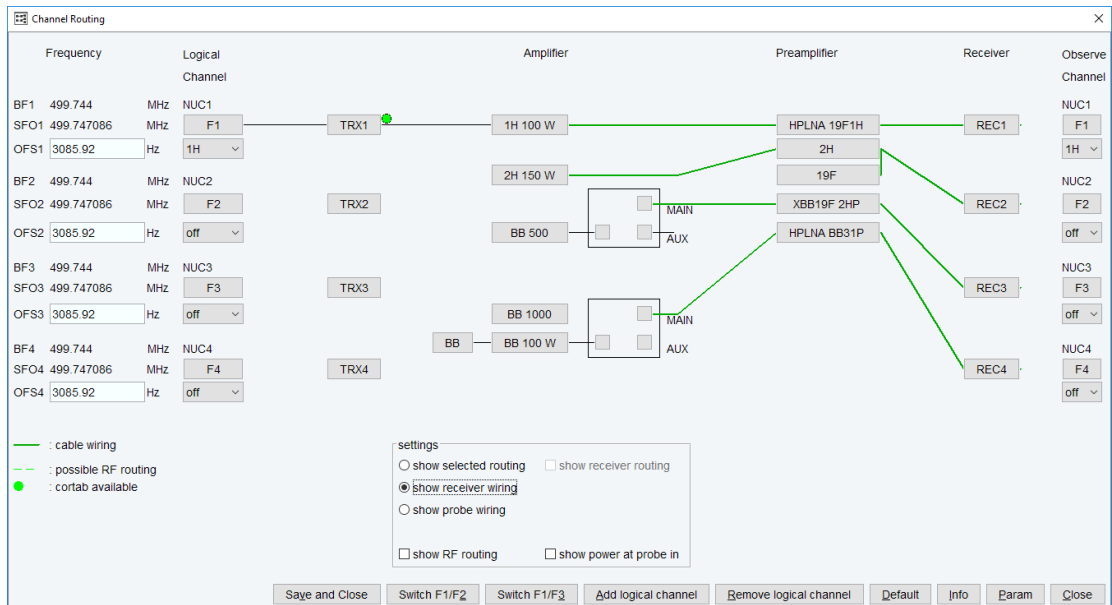 Channel Routing
Frequency Logical Channel Amplifier Preamplifier Receiver Observe Channel
BF1 499.744 MHz NUC1 NUC1
SFO1 499.747086 MHz F1 TRX1 1H 100 W HPLNA 19F1H REC1 F1
OFS1 3085.92 Hz 1H 2H 1H
2H 150 W 19F
BF2 499.744 MHz NUC2 NUC2
SFO2 499.747086 MHz F2 TRX2 MAIN XBB19F 2HP REC2 F2
OFS2 3085.92 Hz off BB 500 AUX HPLNA BB31P off
BF3 499.744 MHz NUC3 NUC3
SFO3 499.747086 MHz F3 TRX3 REC3 F3
OFS3 3085.92 Hz off BB 1000 MAIN off
BF4 499.744 MHz NUC4 BB BB 100 W AUX NUC4
SFO4 499.747086 MHz F4 TRX4 REC4 F4
OFS4 3085.92 Hz off off
: cable wiring
: possible RF routing
: cortab available
settings
show selected routing show receiver routing
show receiver wiring
show probe wiring
show RF routing show power at probe in
Save and Close Switch F1/F2 Switch F1/F3 Add logical channel Remove logical channel Default Info Param Close